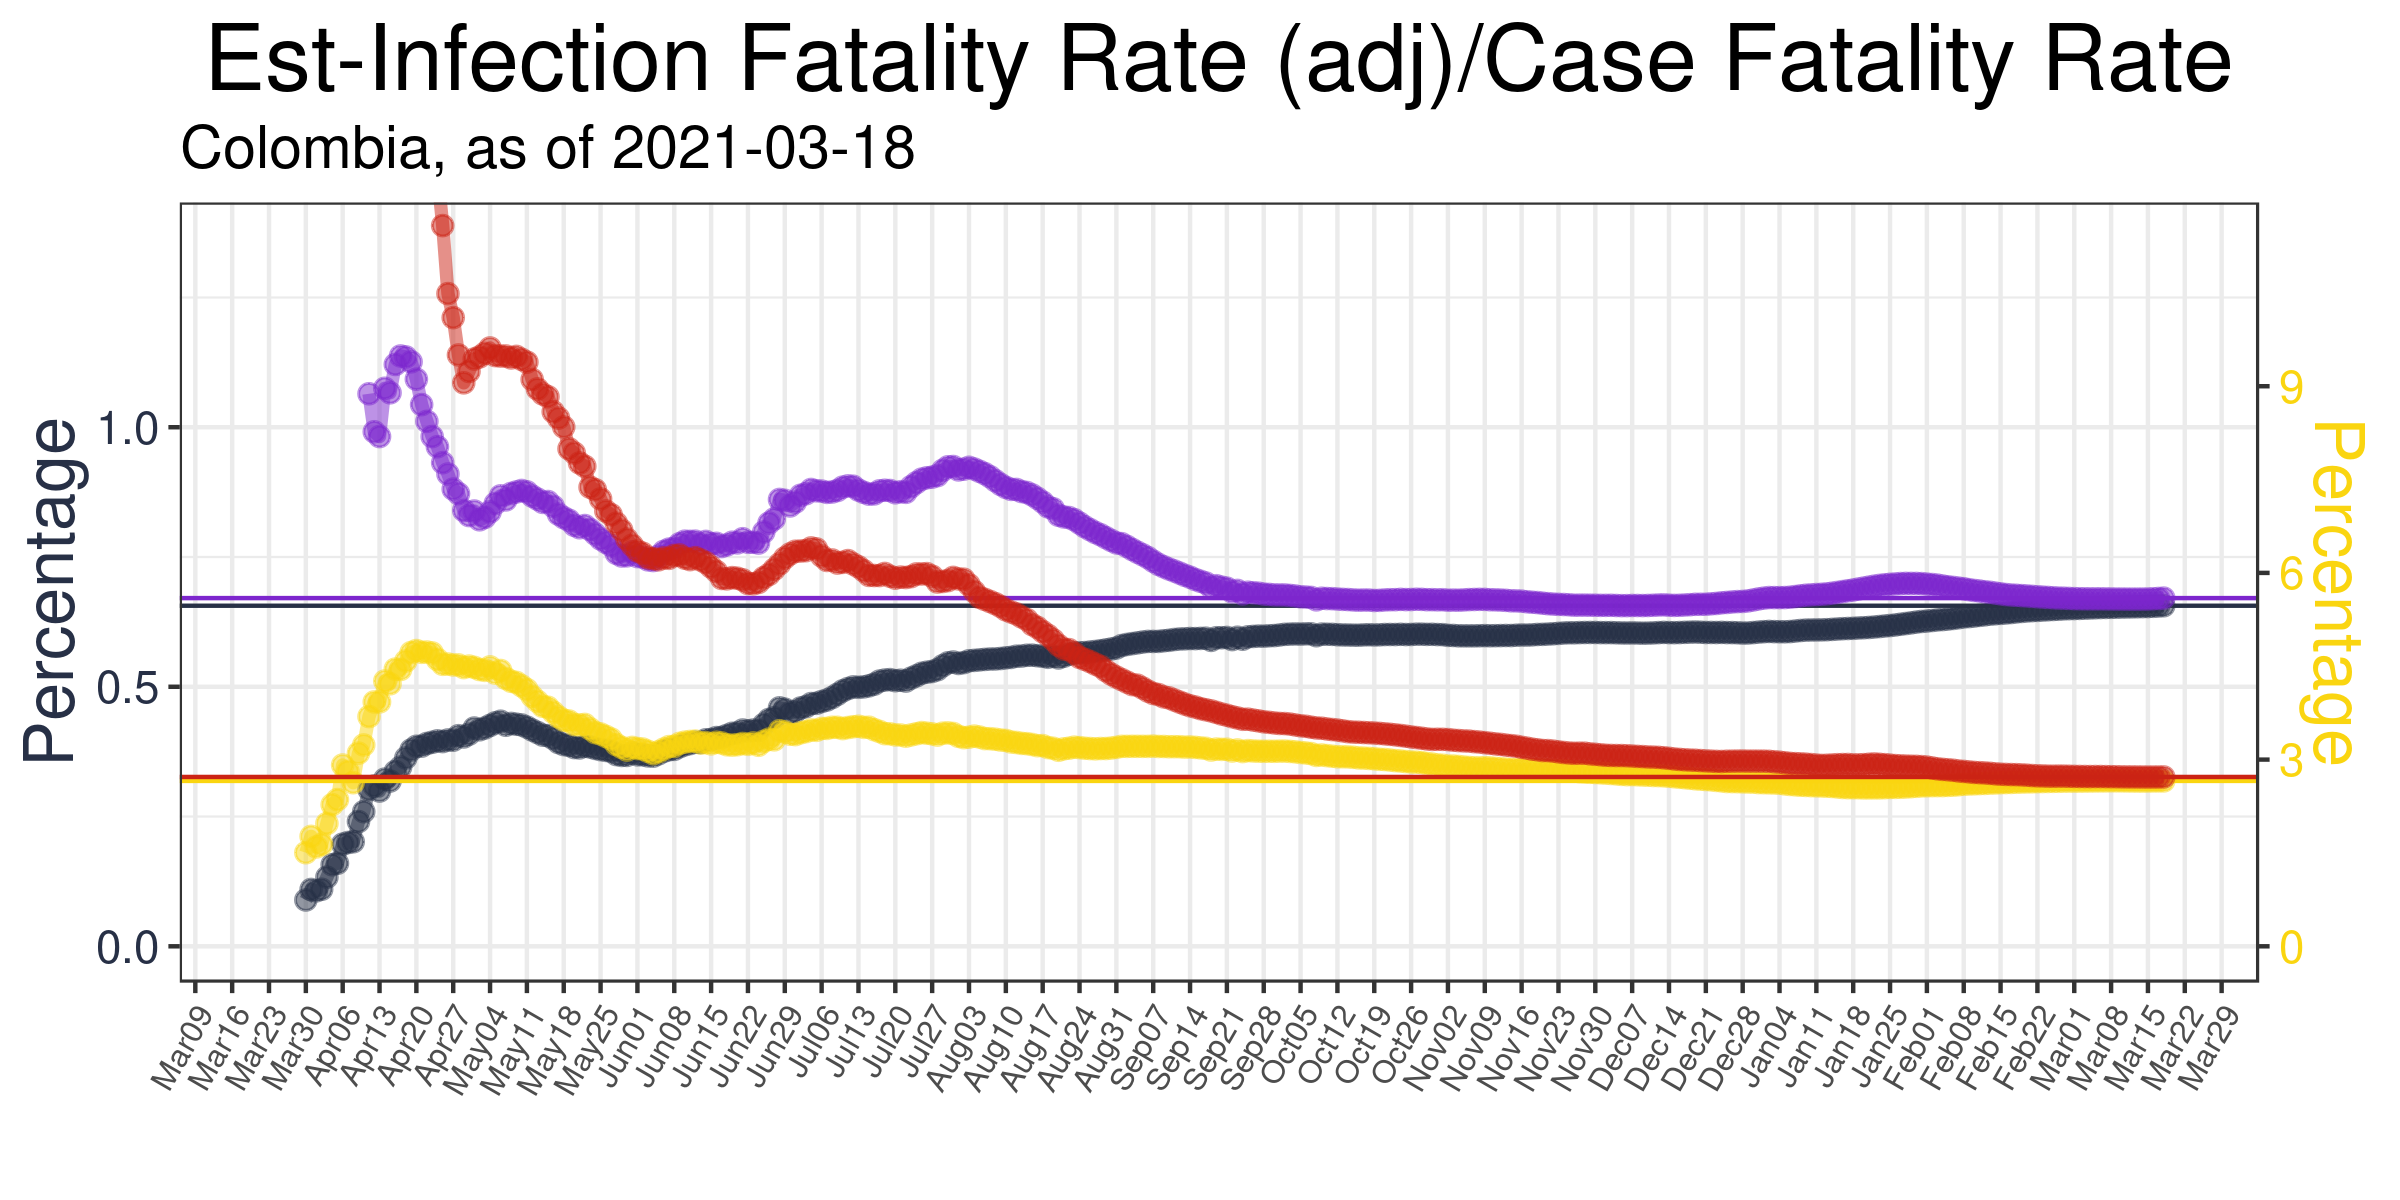 Est-Infection Fatality Rate (adj)/Case Fatality Rate
Colombia, as of 2021-03-18
Percentage
1.0
0.5
0.0
9
6
3
0
Percentage
Mar09 Mar16 Mar23 Mar30 Apr06 Apr13 Apr20 Apr27 May04 May11 May18 May25 Jun01 Jun08 Jun15 Jun22 Jun29 Jul06 Jul13 Jul20 Jul27 Aug03 Aug10 Aug17 Aug24 Aug31 Sep07 Sep14 Sep21 Sep28 Oct05 Oct12 Oct19 Oct26 Nov02 Nov09 Nov16 Nov23 Nov30 Dec07 Dec14 Dec21 Dec28 Jan04 Jan11 Jan18 Jan25 Feb01 Feb08 Feb15 Feb22 Mar01 Mar08 Mar15 Mar22 Mar29